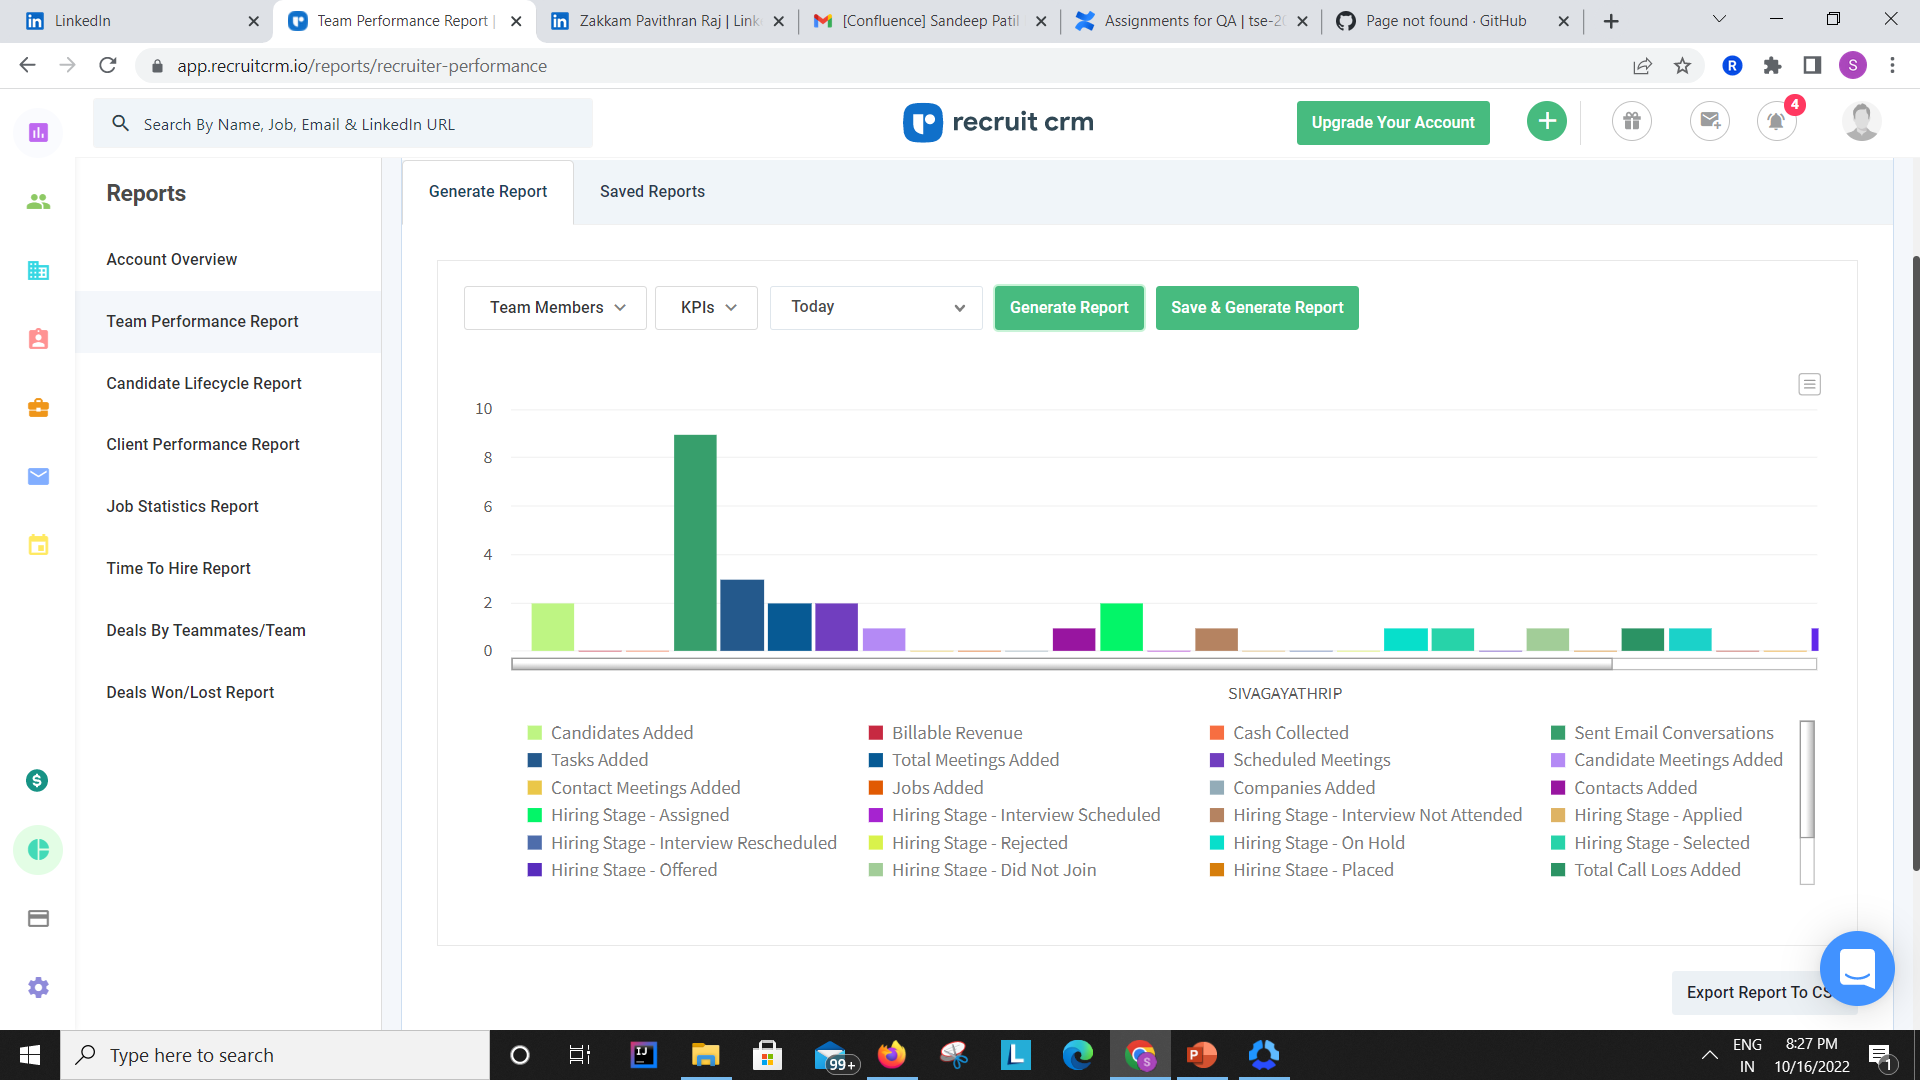 LinkedIn
Team Performance Report |
Zakkam Pavithran Raj | Link
[Confluence] Sandeep Patil
Assignments for QA | tse-20
Page not found · GitHub
app.recruitcrm.io/reports/recruiter-performance
R
S
Search By Name, Job, Email & LinkedIn URL
recruit crm
Upgrade Your Account
4
Reports
Account Overview
Team Performance Report
Candidate Lifecycle Report
Client Performance Report
Job Statistics Report
Time To Hire Report
Deals By Teammates/Team
Deals Won/Lost Report
Generate Report
Saved Reports
Team Members
KPIs
Today
Generate Report
Save & Generate Report
10
8
6
4
2
0
SIVAGAYATHRIP
Candidates Added
Billable Revenue
Cash Collected
Sent Email Conversations
Tasks Added
Total Meetings Added
Scheduled Meetings
Candidate Meetings Added
Contact Meetings Added
Jobs Added
Companies Added
Contacts Added
Hiring Stage - Assigned
Hiring Stage - Interview Scheduled
Hiring Stage - Interview Not Attended
Hiring Stage - Applied
Hiring Stage - Interview Rescheduled
Hiring Stage - Rejected
Hiring Stage - On Hold
Hiring Stage - Selected
Hiring Stage - Offered
Hiring Stage - Did Not Join
Hiring Stage - Placed
Total Call Logs Added
Export Report To CS
Type here to search
99+
ENG
IN
8:27 PM
10/16/2022
1